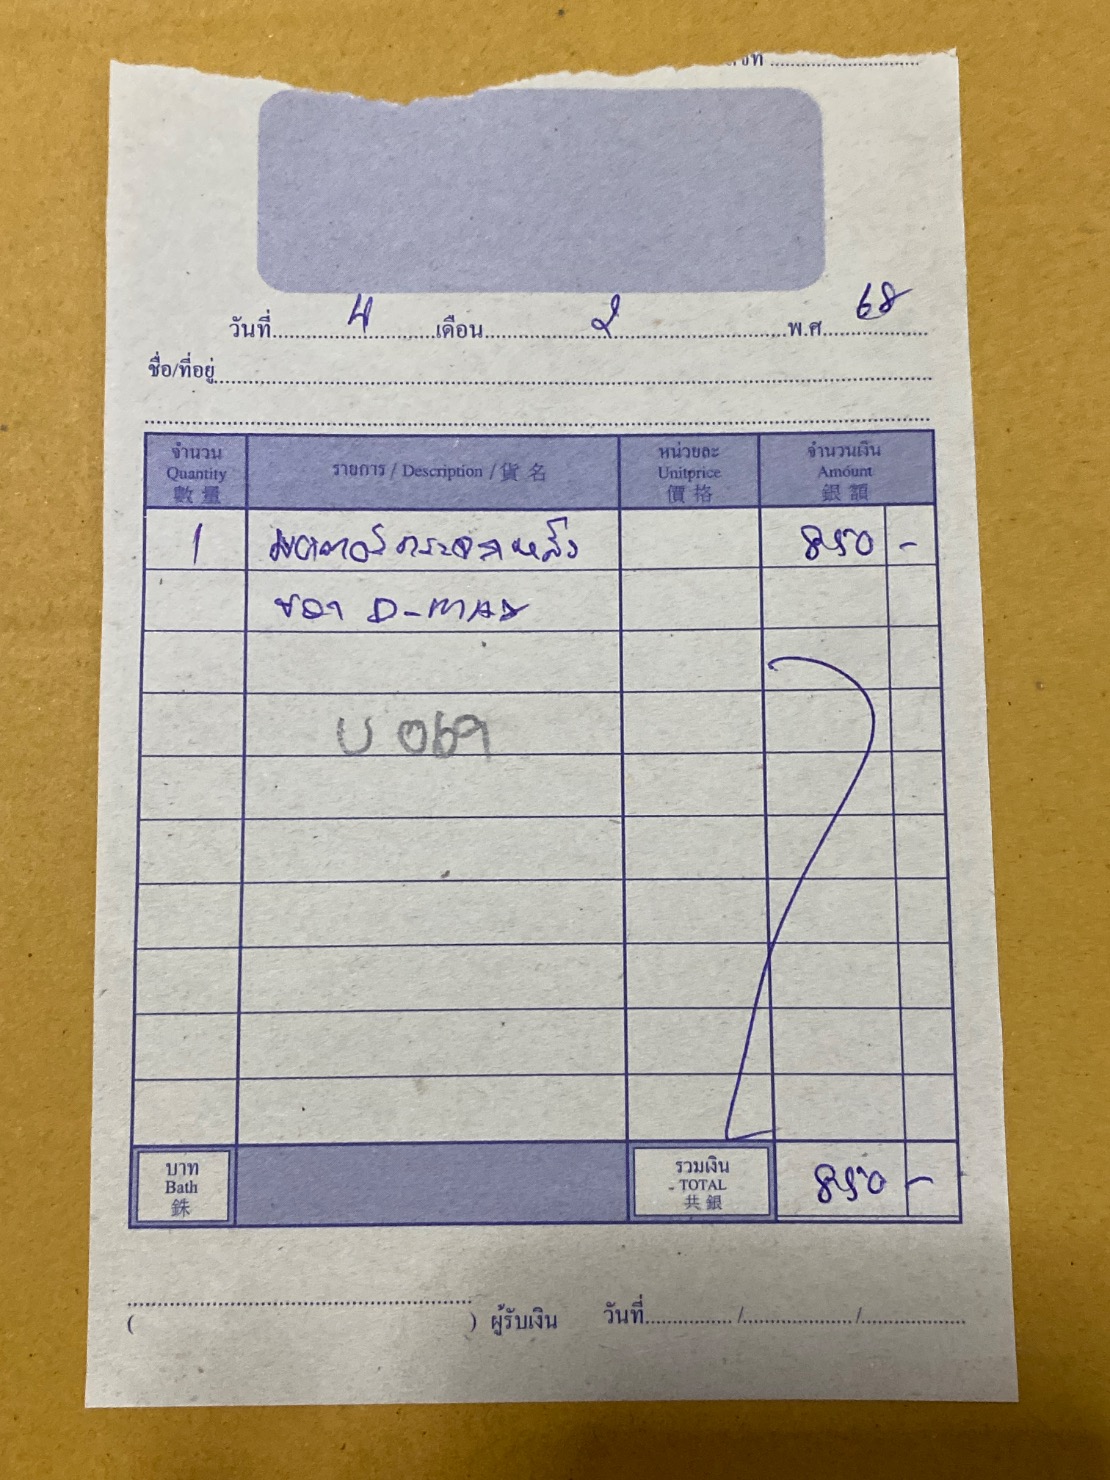 วันที่ 4 เดือน 2 พ.ศ 68
ชื่อ/ที่อยู่
จำนวน
Quantity
數量
รายการ / Description / 貨名
หน่วยละ
Unitprice
價格
จำนวนเงิน
Amount
銀額
1 มอเตอร์กระจกหลัง 850 -
ขวา D-MAX
บ 069
บาท
Bath
銖
รวมเงิน
TOTAL
共銀
850 -
( ) ผู้รับเงิน วันที่ / /